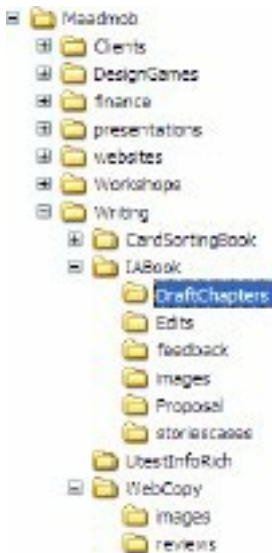 Maadmob
Clients
DesignGames
finance
presentations
websites
Workshops
Writing
CardSortingBook
IABook
DraftChapters
Edits
feedback
images
Proposal
storiescases
UtestInfoRich
WebCopy
images
reviews